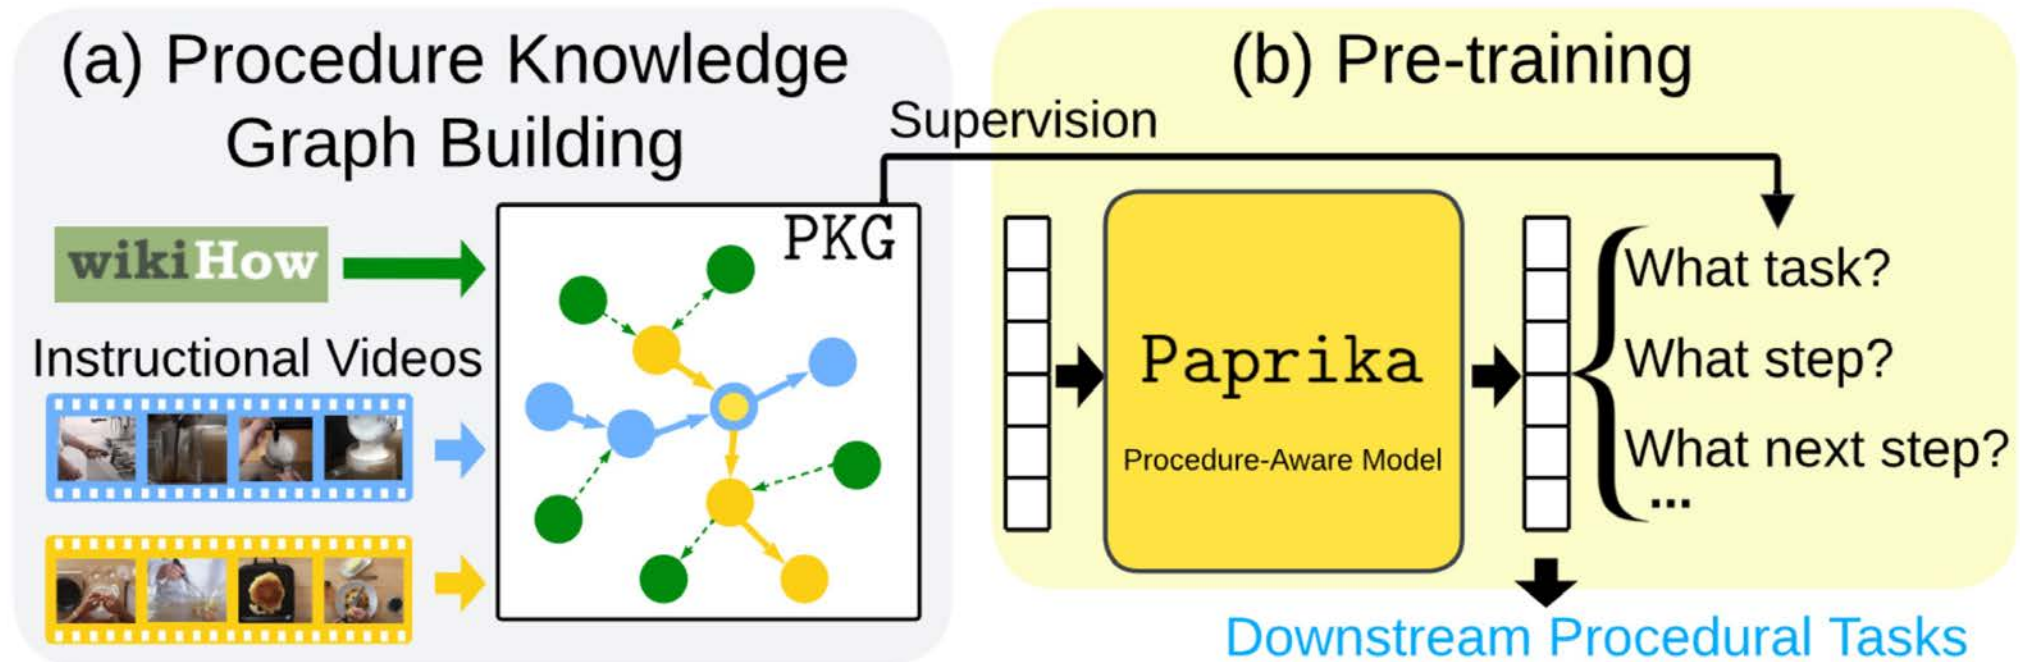 (a) Procedure Knowledge
Graph Building
wikiHow
Instructional Videos
PKG
Supervision
(b) Pre-training
Paprika
Procedure-Aware Model
What task?
What step?
What next step?
...
Downstream Procedural Tasks